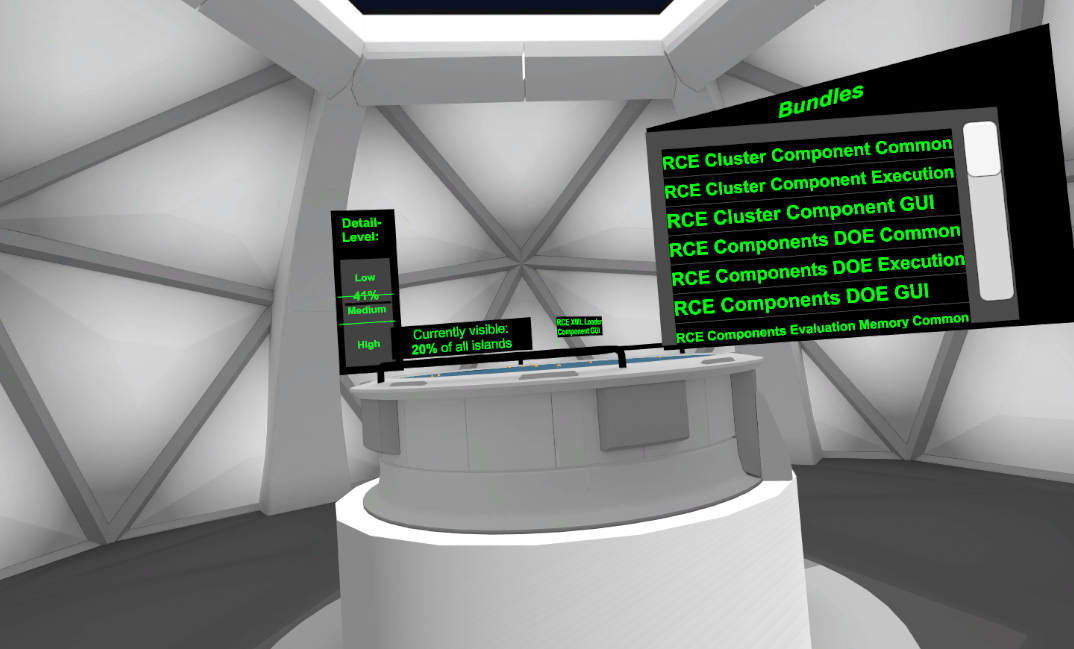 Bundles
RCE Cluster Component Common
RCE Cluster Component Execution
RCE Cluster Component GUI
RCE Components DOE Common
RCE Components DOE Execution
RCE Components DOE GUI
RCE Components Evaluation Memory Common
Detail-
Level:
Low
41%
Medium
High
Currently visible:
20% of all islands
RCE XML Loader
Component GUI